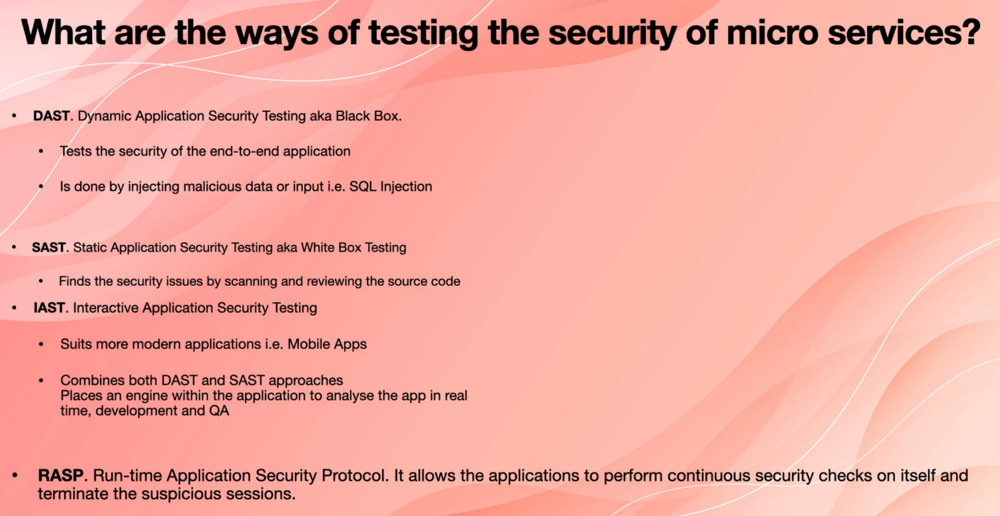 What are the ways of testing the security of micro services?
• DAST. Dynamic Application Security Testing aka Black Box.
• Tests the security of the end-to-end application
• Is done by injecting malicious data or input i.e. SQL Injection
• SAST. Static Application Security Testing aka White Box Testing
• Finds the security issues by scanning and reviewing the source code
• IAST. Interactive Application Security Testing
• Suits more modern applications i.e. Mobile Apps
• Combines both DAST and SAST approaches
Places an engine within the application to analyse the app in real
time, development and QA
• RASP. Run-time Application Security Protocol. It allows the applications to perform continuous security checks on itself and
terminate the suspicious sessions.